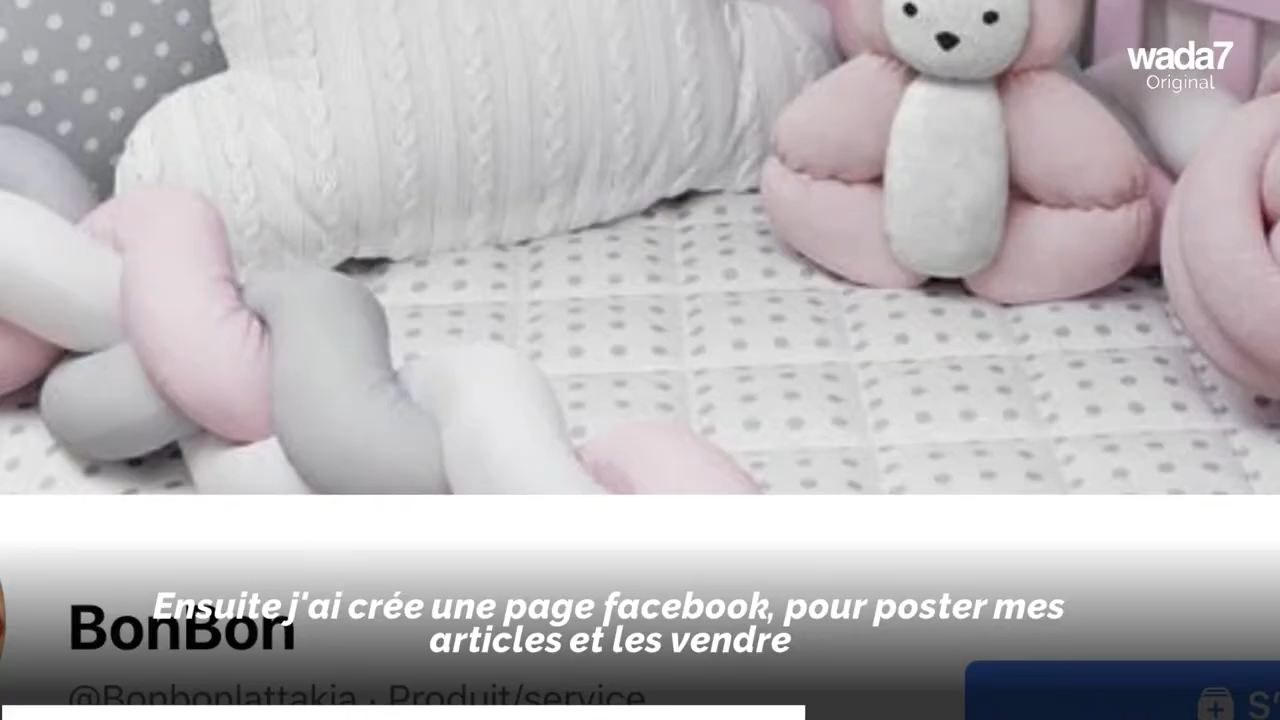 wada7
Original
Ensuite j'ai crée une page facebook, pour poster mes
articles et les vendre
BonBon
@Bonbonlattakia · Produit/service